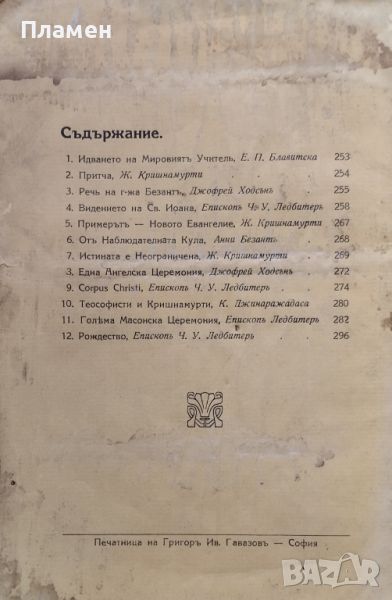 Пламен
Съдържание.
1. Идването на Мировиятъ Учитель, Е. П. Блавитска 253
2. Притча, Ж. Кришнамурти . . . 254
3. Речь на г-жа Безантъ, Джофрей Ходсънъ . 255
4. Видението на Св. Иоана, Епископъ Ч. У. Ледбитеръ 258
5. Примерътъ — Новото Евангелие, Ж. Кришнамурти 267
6. Отъ Наблюдателната Кула, Анни Безантъ . 268
7. Истината е Неограничена, Ж. Кришнамурти . 269
8. Една Ангелска Церемония, Джофрей Ходсънъ . 272
9. Corpus Christi, Епископъ Ч. У. Ледбитеръ . 274
10. Теософисти и Кришнамурти, К. Джинаражадаса 280
11. Голѣма Масонска Церемония, Епископъ Ледбитеръ 282
12. Рождество, Епископъ Ч. У. Ледбитеръ . . . 296
Печатница на Григоръ Ив. Гавазовъ — София
BAZAR